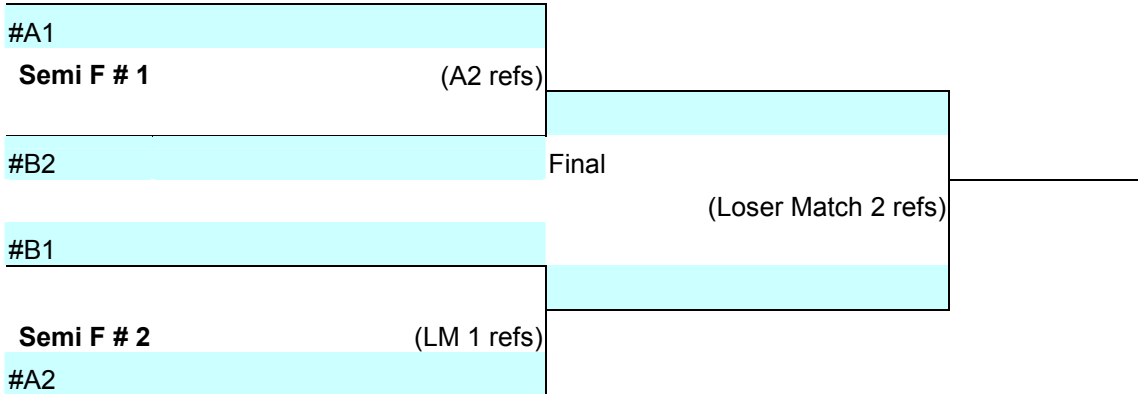 #A1
Semi F # 1 (A2 refs)
#B2
Final
(Loser Match 2 refs)
#B1
Semi F # 2 (LM 1 refs)
#A2